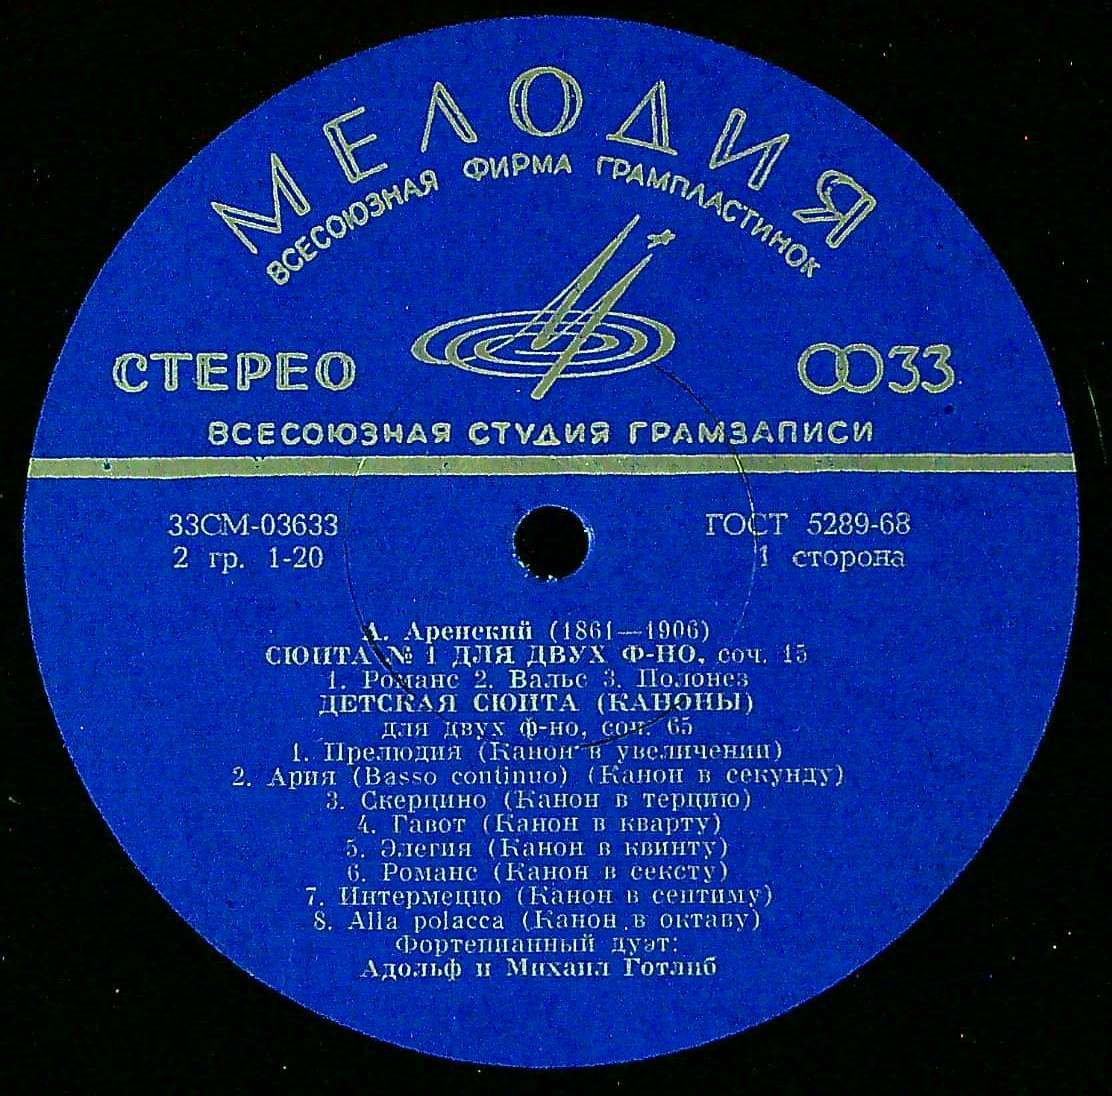 МЕЛОДИЯ
ВСЕСОЮЗНАЯ ФИРМА ГРАМПЛАСТИНОК
СТЕРЕО
33
ВСЕСОЮЗНАЯ СТУДИЯ ГРАМЗАПИСИ
33СМ-03633
ГОСТ 5289-68
2 гр. 1-20
1 сторона
А. Аренский (1861—1906)
СЮИТА № 1 ДЛЯ ДВУХ Ф-НО, соч. 15
1. Романс 2. Вальс 3. Полонез
ДЕТСКАЯ СЮИТА (КАНОНЫ)
для двух ф-но, соч. 65
1. Прелюдия (Канон в увеличении)
2. Ария (Basso continuo) (Канон в секунду)
3. Скерцино (Канон в терцию)
4. Гавот (Канон в кварту)
5. Элегия (Канон в квинту)
6. Романс (Канон в сексту)
7. Интермеццо (Канон в септиму)
8. Alla polacca (Канон в октаву)
Фортепианный дуэт:
Адольф и Михаил Готлиб